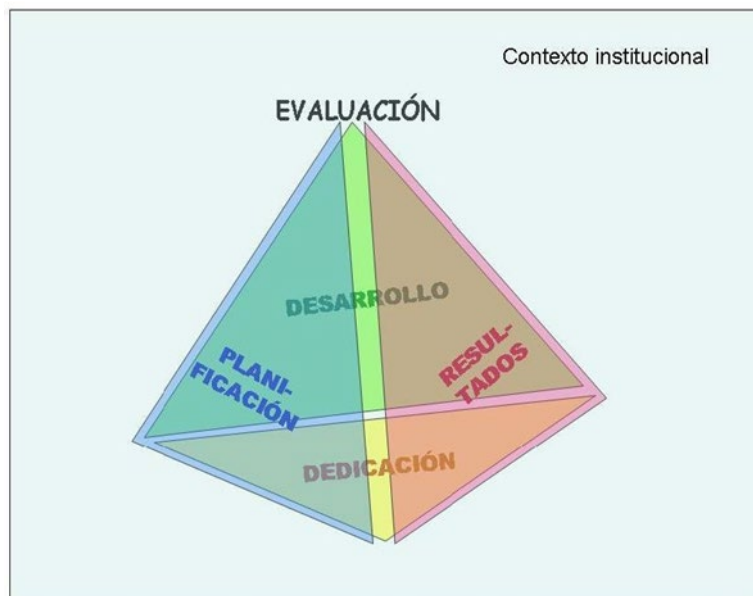 Contexto institucional
EVALUACIÓN
DESARROLLO
PLANI-
FICACIÓN
RESUL-
TADOS
DEDICACIÓN